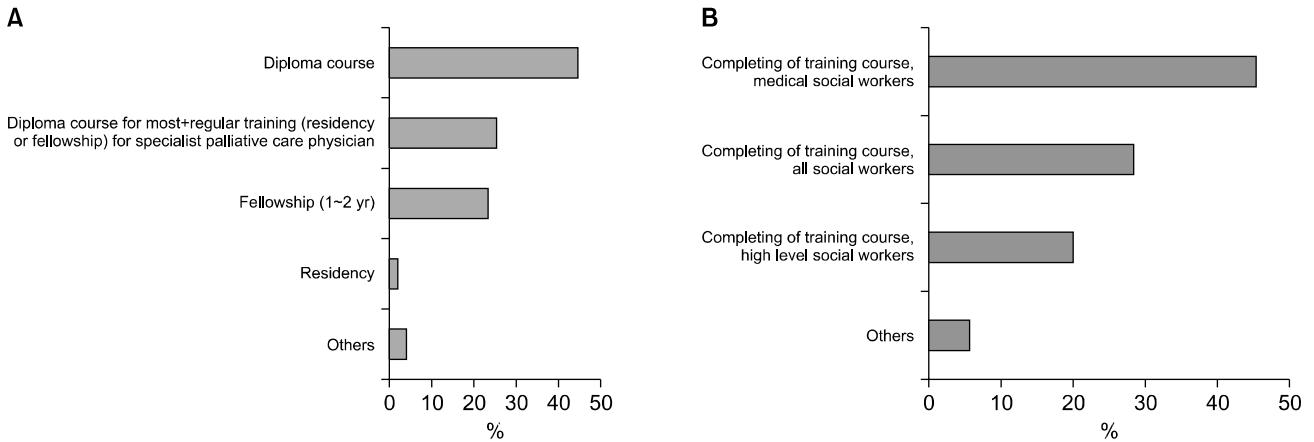 A
Diploma course
Diploma course for most+regular training (residency
or fellowship) for specialist palliative care physician
Fellowship (1~2 yr)
Residency
Others
0 10 20 30 40 50
%
B
Completing of training course,
medical social workers
Completing of training course,
all social workers
Completing of training course,
high level social workers
Others
0 10 20 30 40 50
%